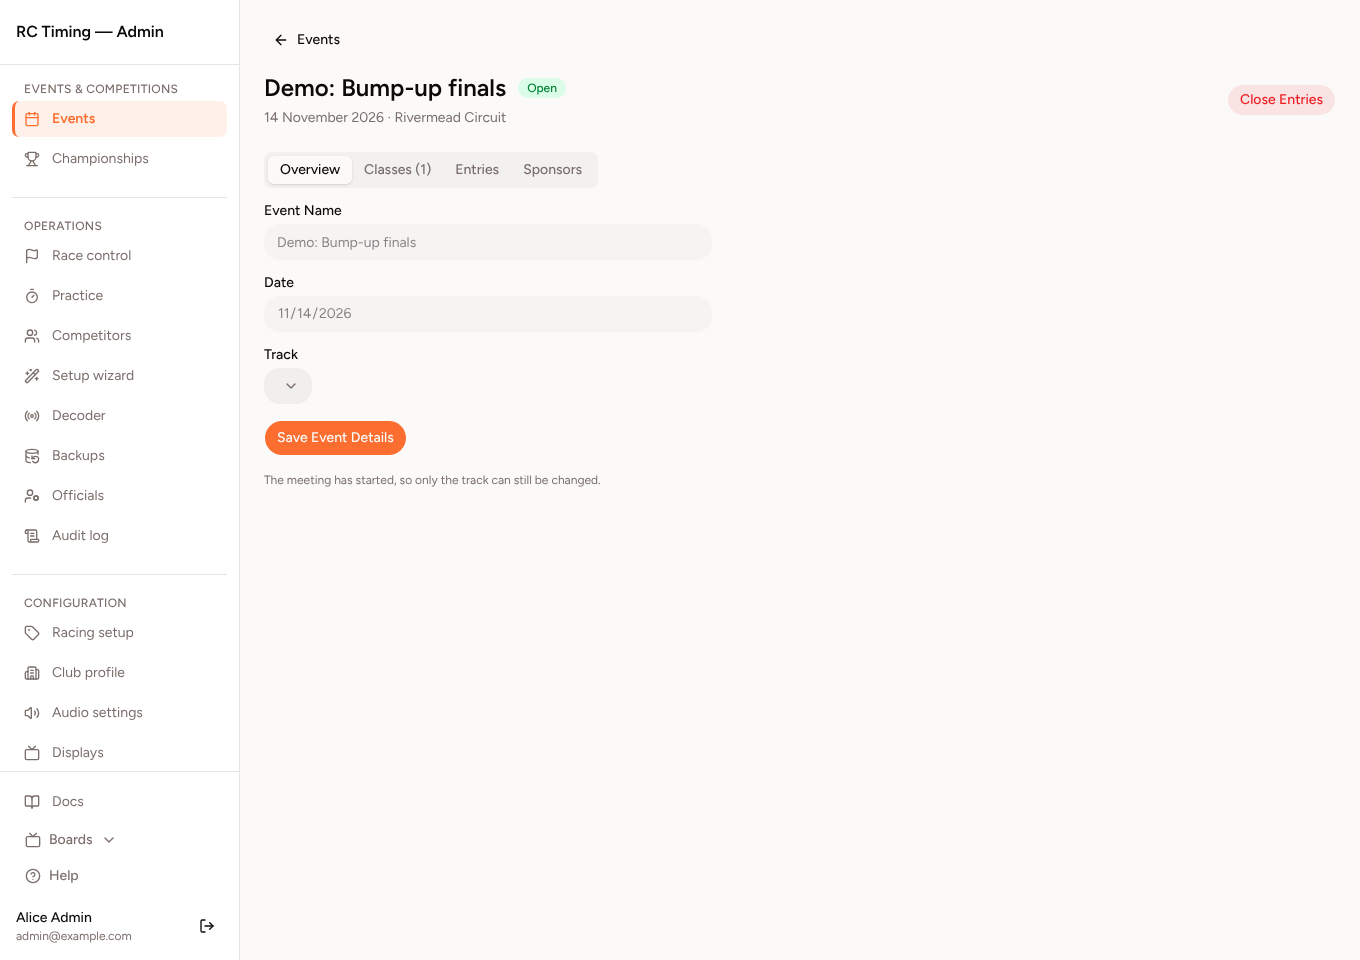 RC Timing — Admin
EVENTS & COMPETITIONS
Events
Championships
OPERATIONS
Race control
Practice
Competitors
Setup wizard
Decoder
Backups
Officials
Audit log
CONFIGURATION
Racing setup
Club profile
Audio settings
Displays
Docs
Boards
Help
Alice Admin
admin@example.com
Events
Demo: Bump-up finals Open
14 November 2026 · Rivermead Circuit
Close Entries
Overview Classes (1) Entries Sponsors
Event Name
Demo: Bump-up finals
Date
11/14/2026
Track
Save Event Details
The meeting has started, so only the track can still be changed.